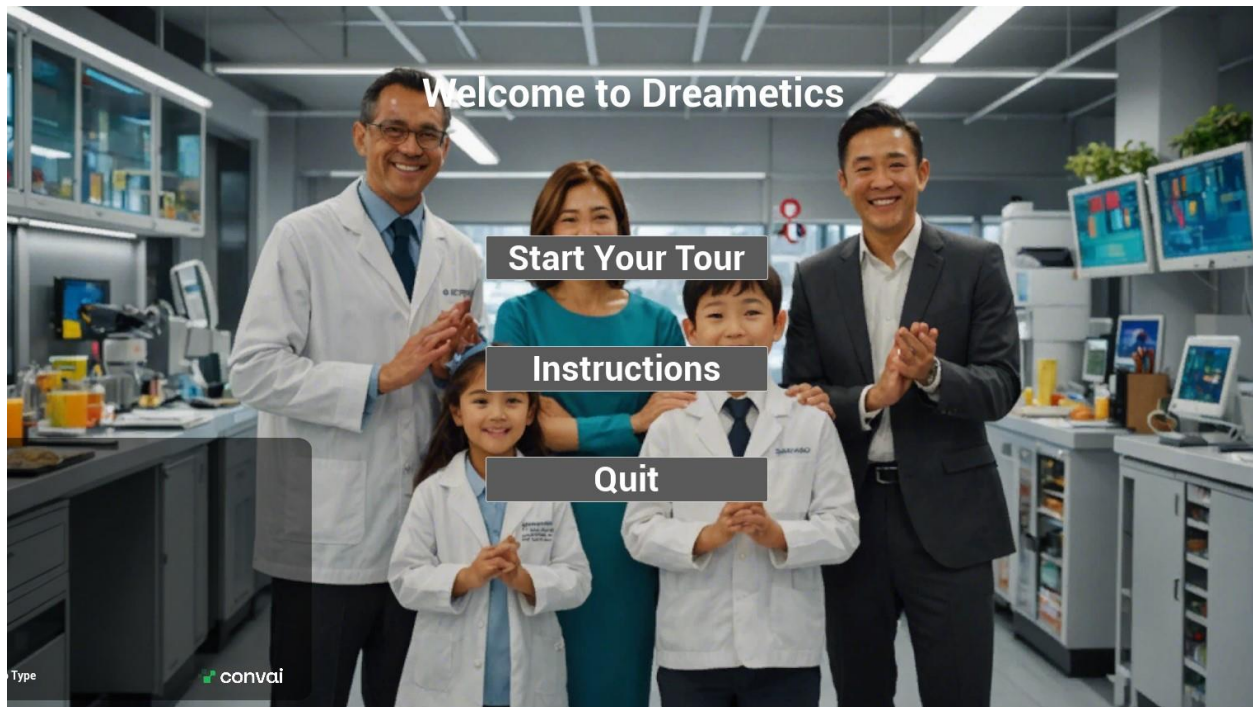 Welcome to Dreametics
Start Your Tour
Instructions
Quit
Type
convai